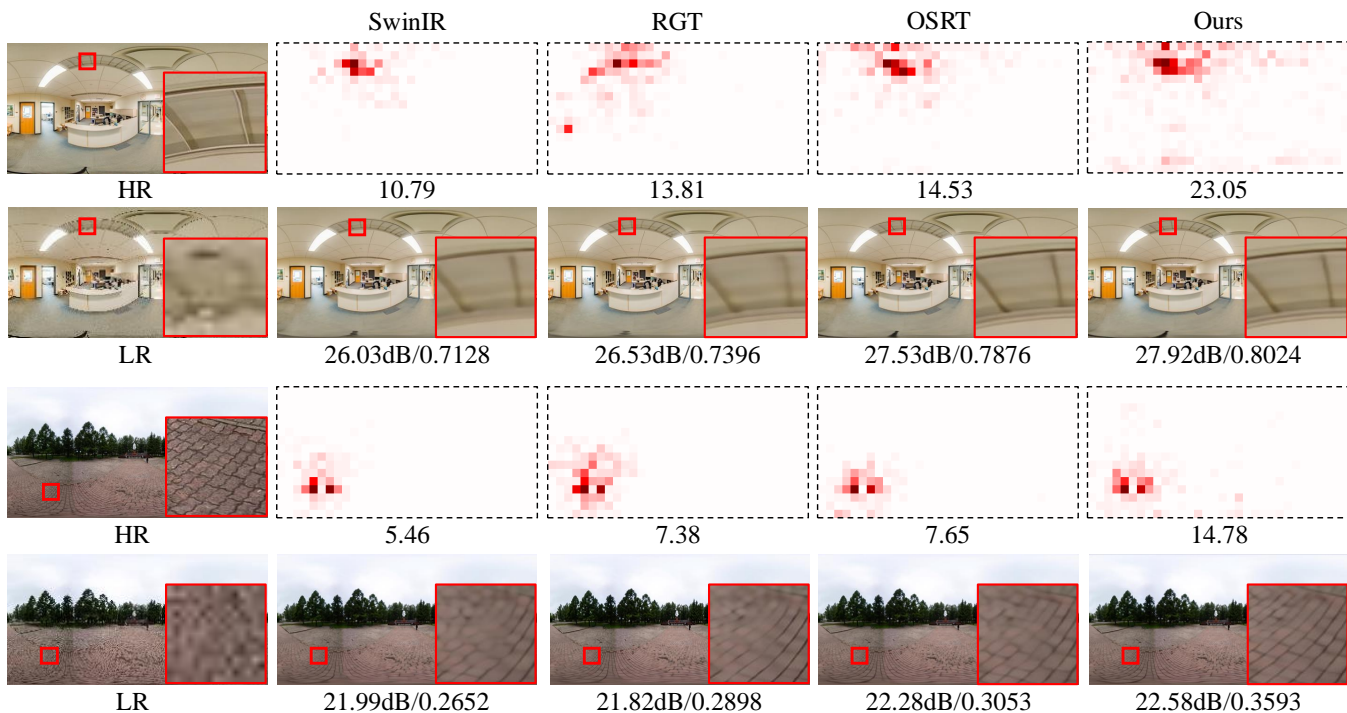 SwinIR RGT OSRT Ours
HR 10.79 13.81 14.53 23.05
LR 26.03dB/0.7128 26.53dB/0.7396 27.53dB/0.7876 27.92dB/0.8024
HR 5.46 7.38 7.65 14.78
LR 21.99dB/0.2652 21.82dB/0.2898 22.28dB/0.3053 22.58dB/0.3593